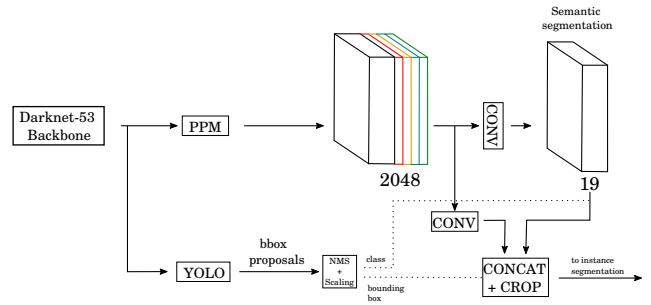 Semantic
segmentation
Darknet-53
Backbone
PPM
CONV
2048
19
CONV
YOLO
bbox
proposals
NMS
+
Scaling
class
bounding
box
CONCAT
+ CROP
to instance
segmentation